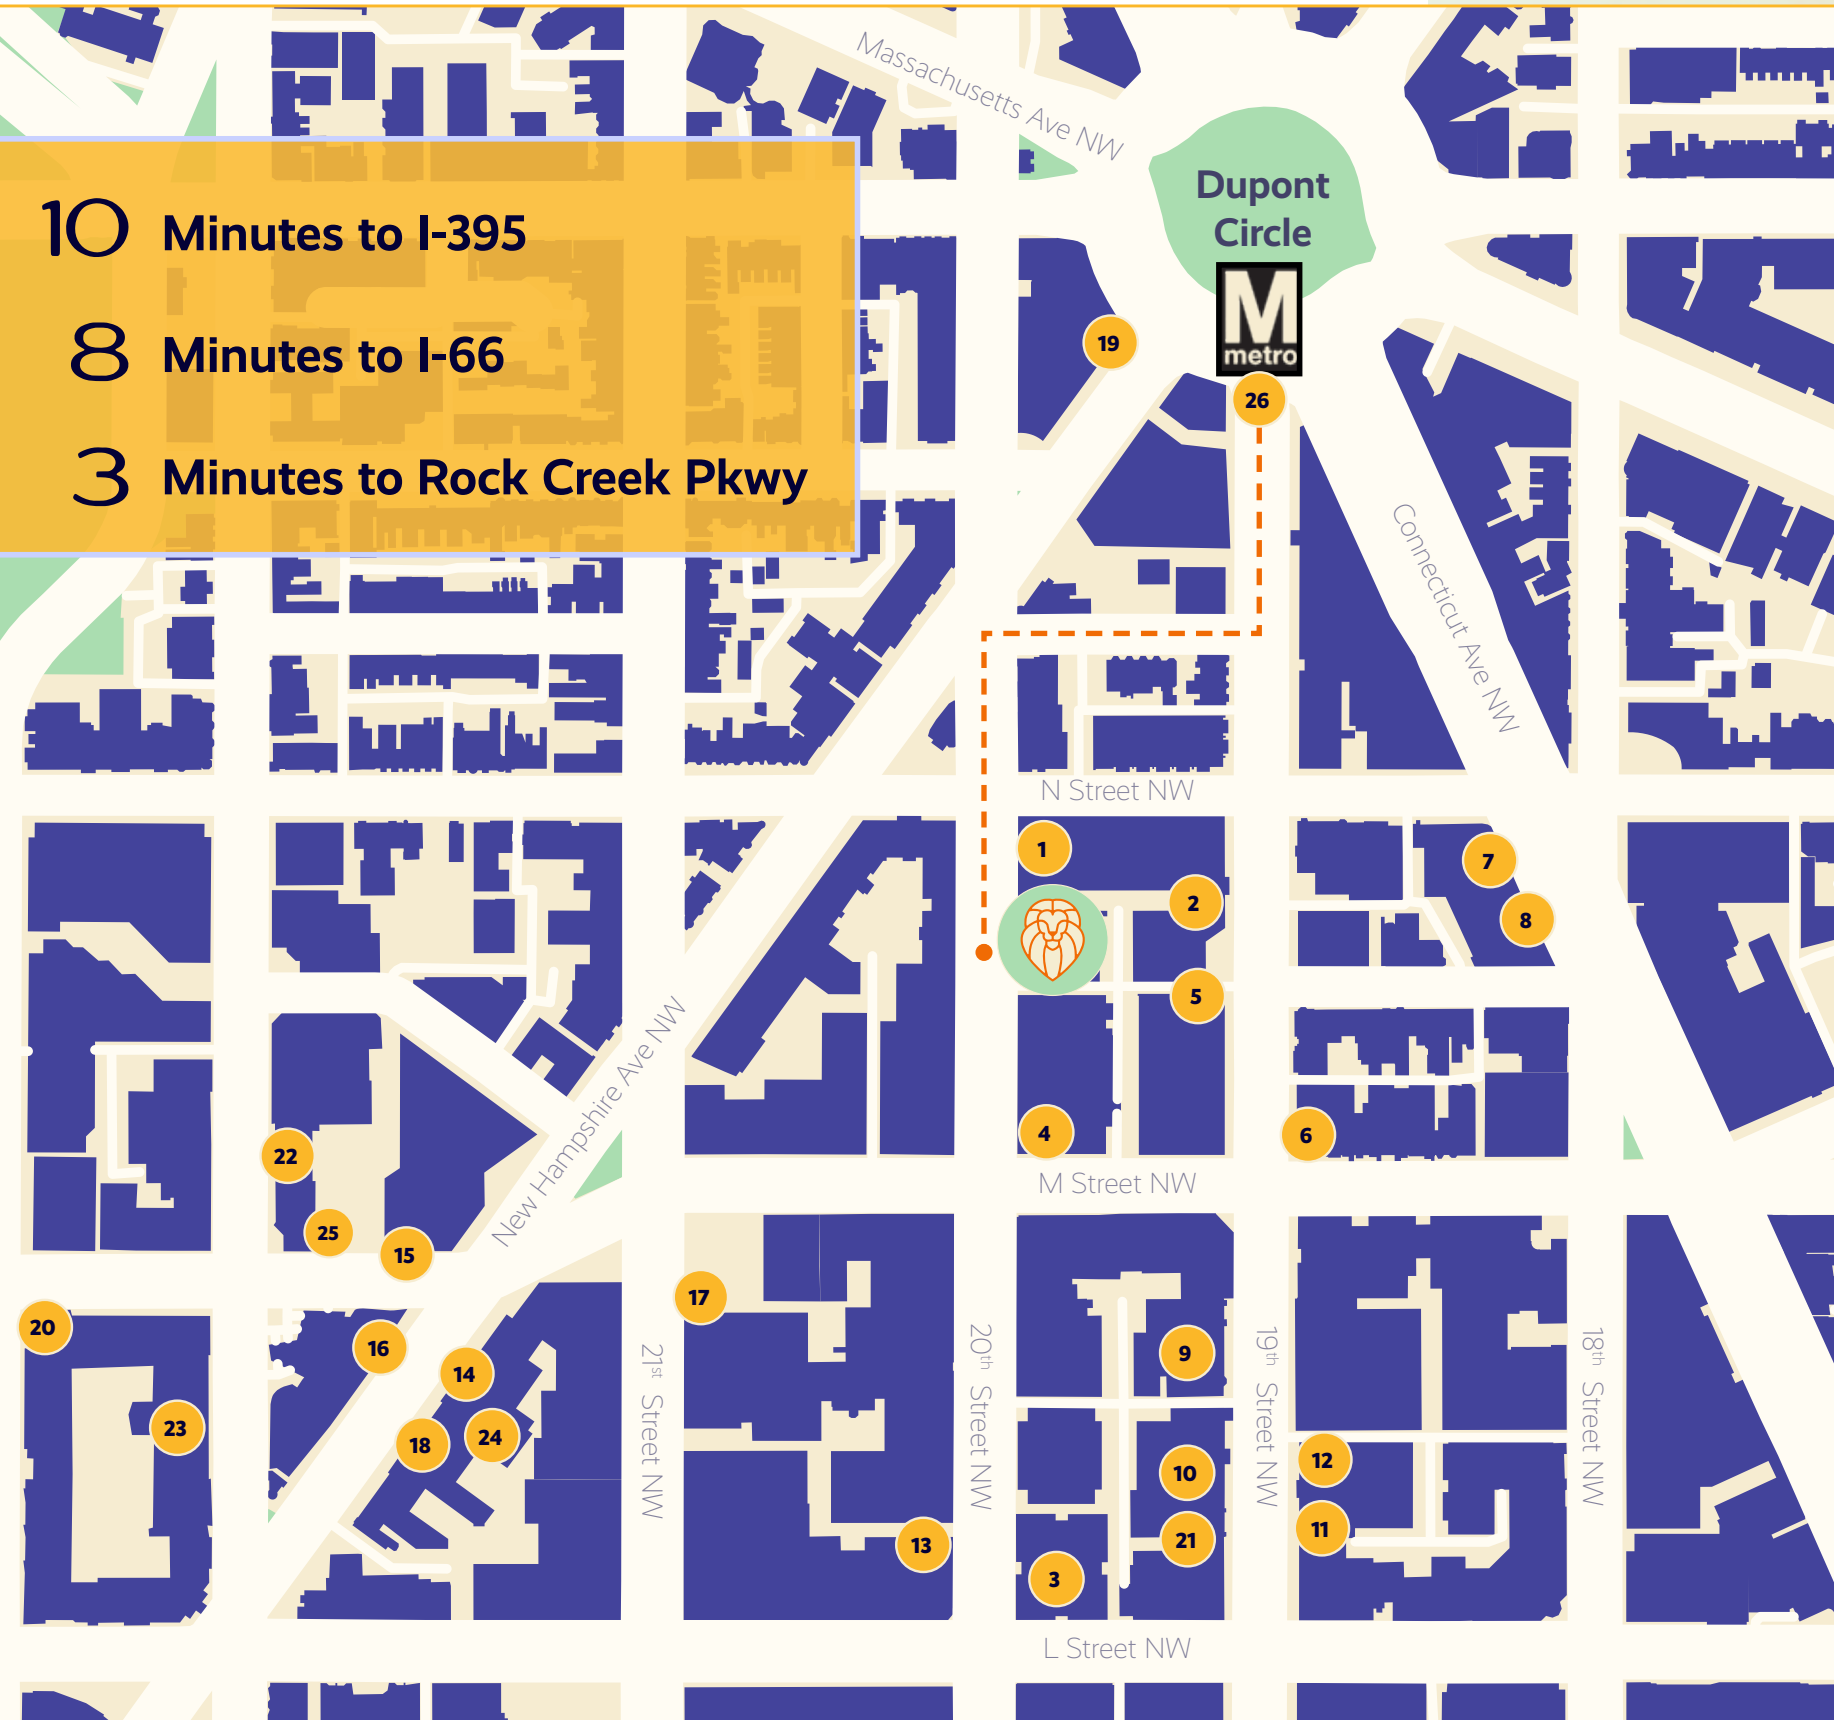 Massachusetts Ave NW
Dupont
Circle
M
metro
10 Minutes to I-395
8 Minutes to I-66
3 Minutes to Rock Creek Pkwy
19
26
Connecticut Ave NW
N Street NW
1
2
7
8
5
New Hampshire Ave NW
4
6
22
M Street NW
25
15
17
20
16
14
9
21st Street NW
20th Street NW
19th Street NW
18th Street NW
23
18
24
10
12
13
21
11
3
L Street NW